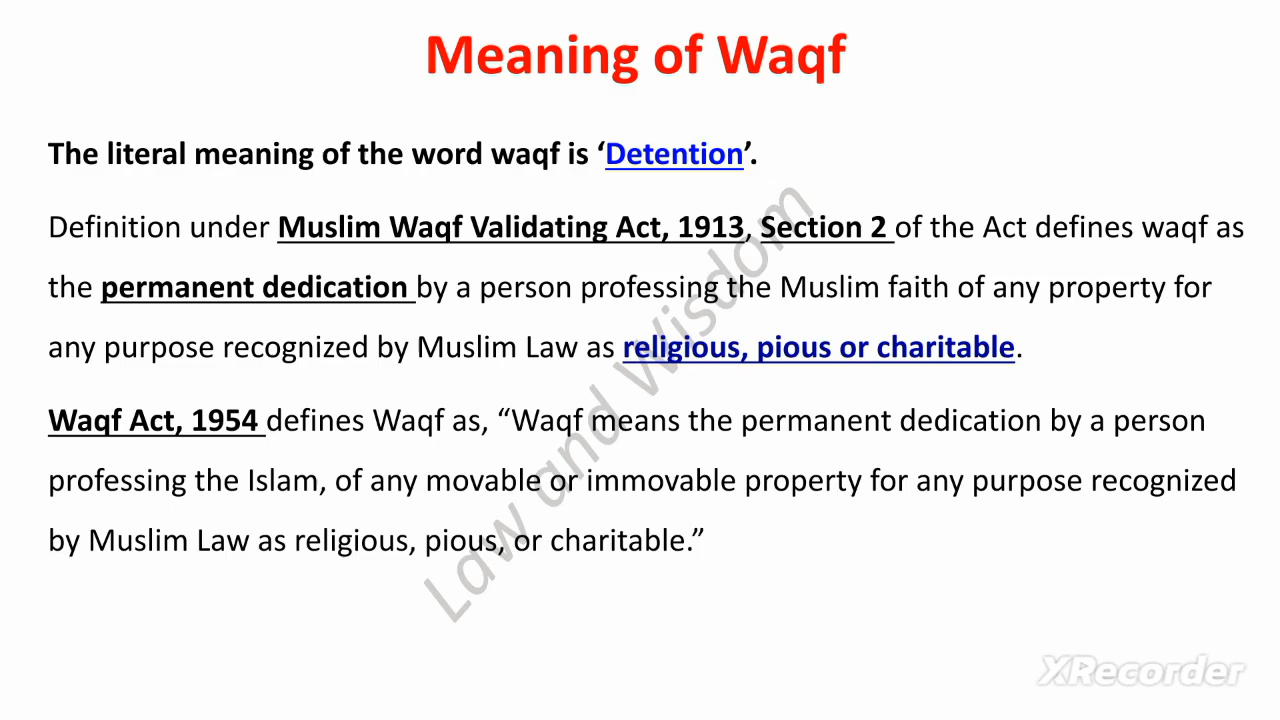 Meaning of Waqf
The literal meaning of the word waqf is ‘Detention’.
Definition under Muslim Waqf Validating Act, 1913, Section 2 of the Act defines waqf as
the permanent dedication by a person professing the Muslim faith of any property for
any purpose recognized by Muslim Law as religious, pious or charitable.
Waqf Act, 1954 defines Waqf as, “Waqf means the permanent dedication by a person
professing the Islam, of any movable or immovable property for any purpose recognized
by Muslim Law as religious, pious, or charitable.”
Law and Wisdom
XRecorder